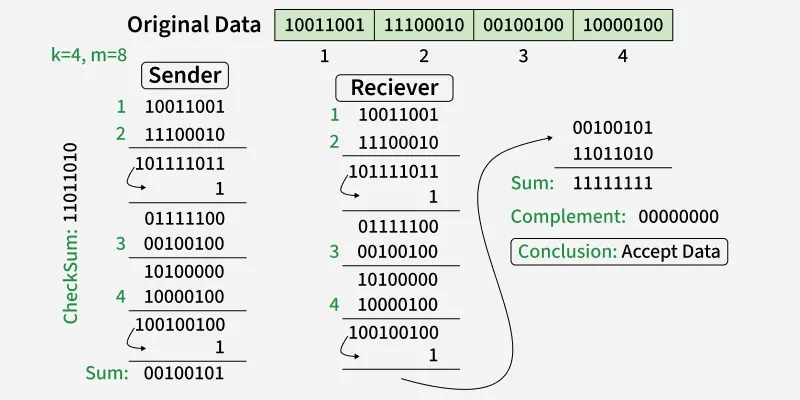 Original Data 10011001 11100010 00100100 10000100
k=4, m=8 1 2 3 4
Sender
1 10011001
2 11100010
101111011
1
01111100
3 00100100
10100000
4 10000100
100100100
1
Sum: 00100101
CheckSum: 11011010
Reciever
1 10011001
2 11100010
101111011
1
01111100
3 00100100
10100000
4 10000100
100100100
1
00100101
11011010
Sum: 11111111
Complement: 00000000
Conclusion: Accept Data